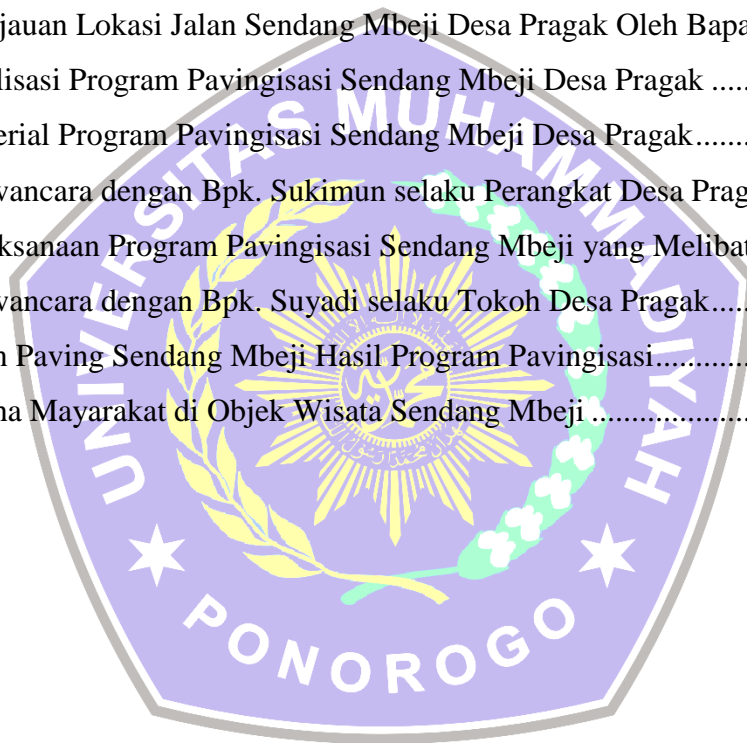 jauan Lokasi Jalan Sendang Mbeji Desa Pragak Oleh Bapa
lisasi Program Pavingisasi Sendang Mbeji Desa Pragak .....
erial Program Pavingisasi Sendang Mbeji Desa Pragak.......
vancara dengan Bpk. Sukimun selaku Perangkat Desa Prag
ksanaan Program Pavingisasi Sendang Mbeji yang Melibat
vancara dengan Bpk. Suyadi selaku Tokoh Desa Pragak.....
n Paving Sendang Mbeji Hasil Program Pavingisasi............
na Mayarakat di Objek Wisata Sendang Mbeji ...................
UNIVERSITAS MUHAMMADIYAH
PONOROGO